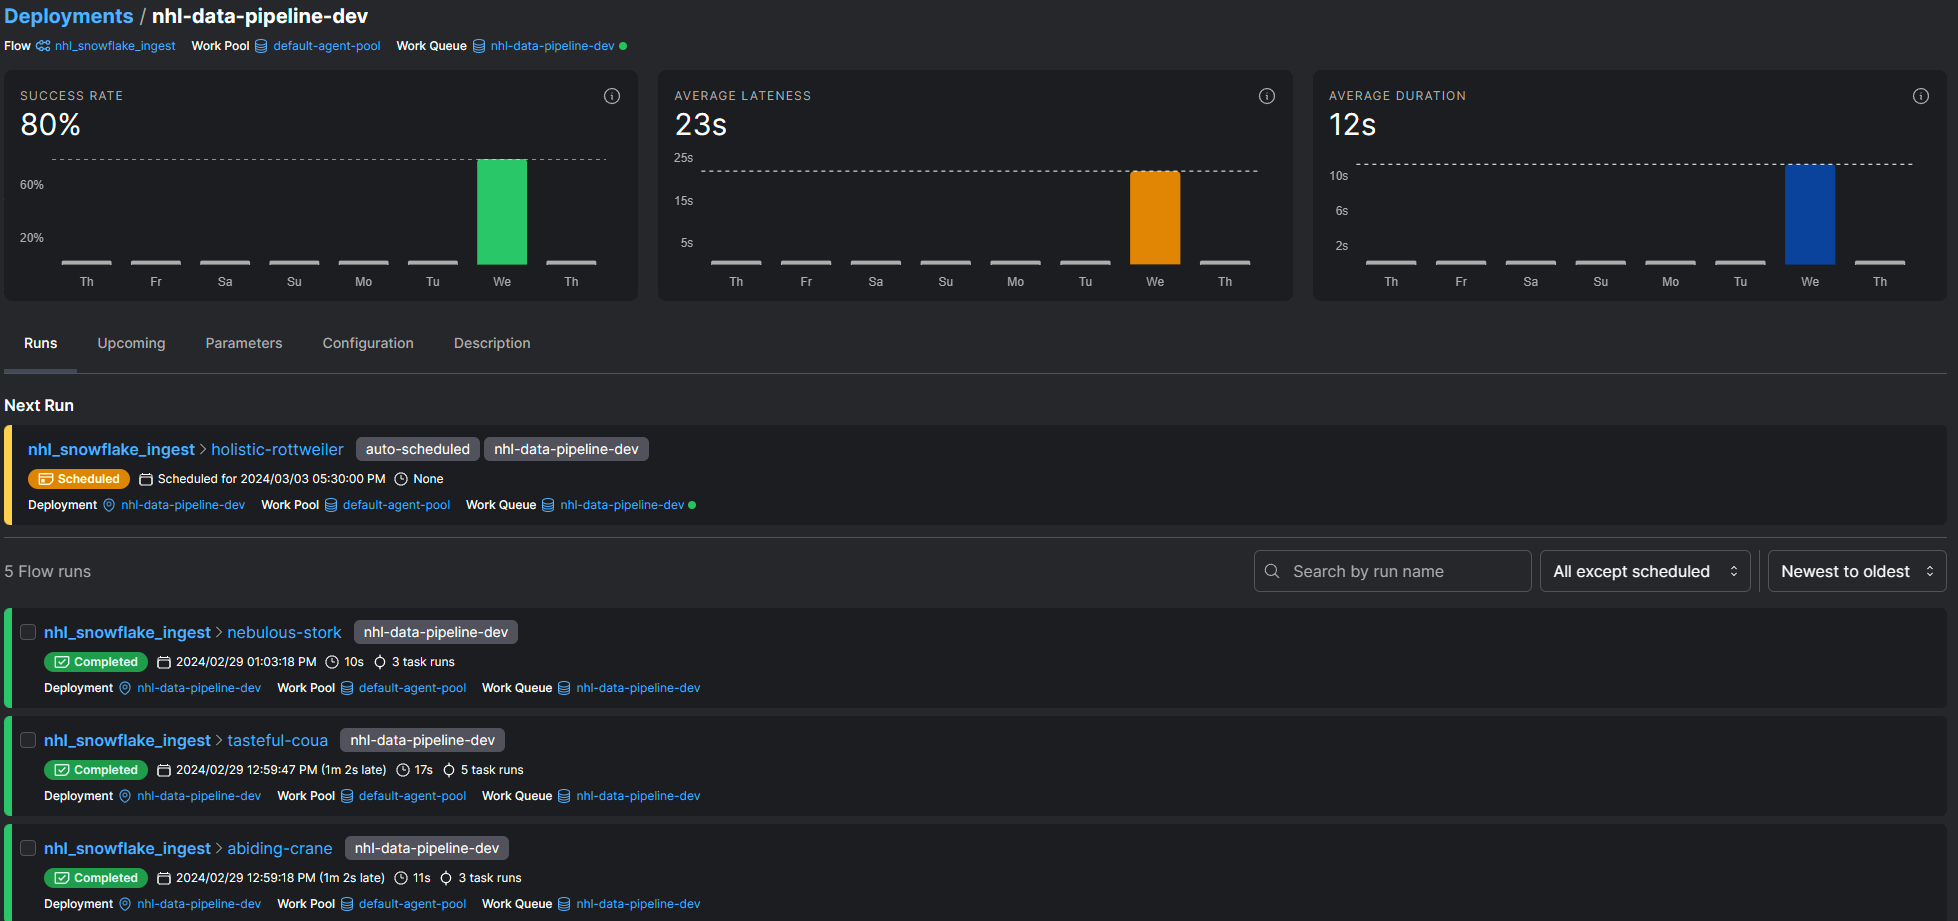 Deployments / nhl-data-pipeline-dev
Flow nhl_snowflake_ingest Work Pool default-agent-pool Work Queue nhl-data-pipeline-dev
SUCCESS RATE
80%
60%
20%
Th Fr Sa Su Mo Tu We Th
AVERAGE LATENESS
23s
25s
15s
5s
Th Fr Sa Su Mo Tu We Th
AVERAGE DURATION
12s
10s
6s
2s
Th Fr Sa Su Mo Tu We Th
Runs Upcoming Parameters Configuration Description
Next Run
nhl_snowflake_ingest > holistic-rottweiler auto-scheduled nhl-data-pipeline-dev
Scheduled Scheduled for 2024/03/03 05:30:00 PM None
Deployment nhl-data-pipeline-dev Work Pool default-agent-pool Work Queue nhl-data-pipeline-dev
5 Flow runs Search by run name All except scheduled Newest to oldest
nhl_snowflake_ingest > nebulous-stork nhl-data-pipeline-dev
Completed 2024/02/29 01:03:18 PM 10s 3 task runs
Deployment nhl-data-pipeline-dev Work Pool default-agent-pool Work Queue nhl-data-pipeline-dev
nhl_snowflake_ingest > tasteful-coua nhl-data-pipeline-dev
Completed 2024/02/29 12:59:47 PM (1m 2s late) 17s 5 task runs
Deployment nhl-data-pipeline-dev Work Pool default-agent-pool Work Queue nhl-data-pipeline-dev
nhl_snowflake_ingest > abiding-crane nhl-data-pipeline-dev
Completed 2024/02/29 12:59:18 PM (1m 2s late) 11s 3 task runs
Deployment nhl-data-pipeline-dev Work Pool default-agent-pool Work Queue nhl-data-pipeline-dev